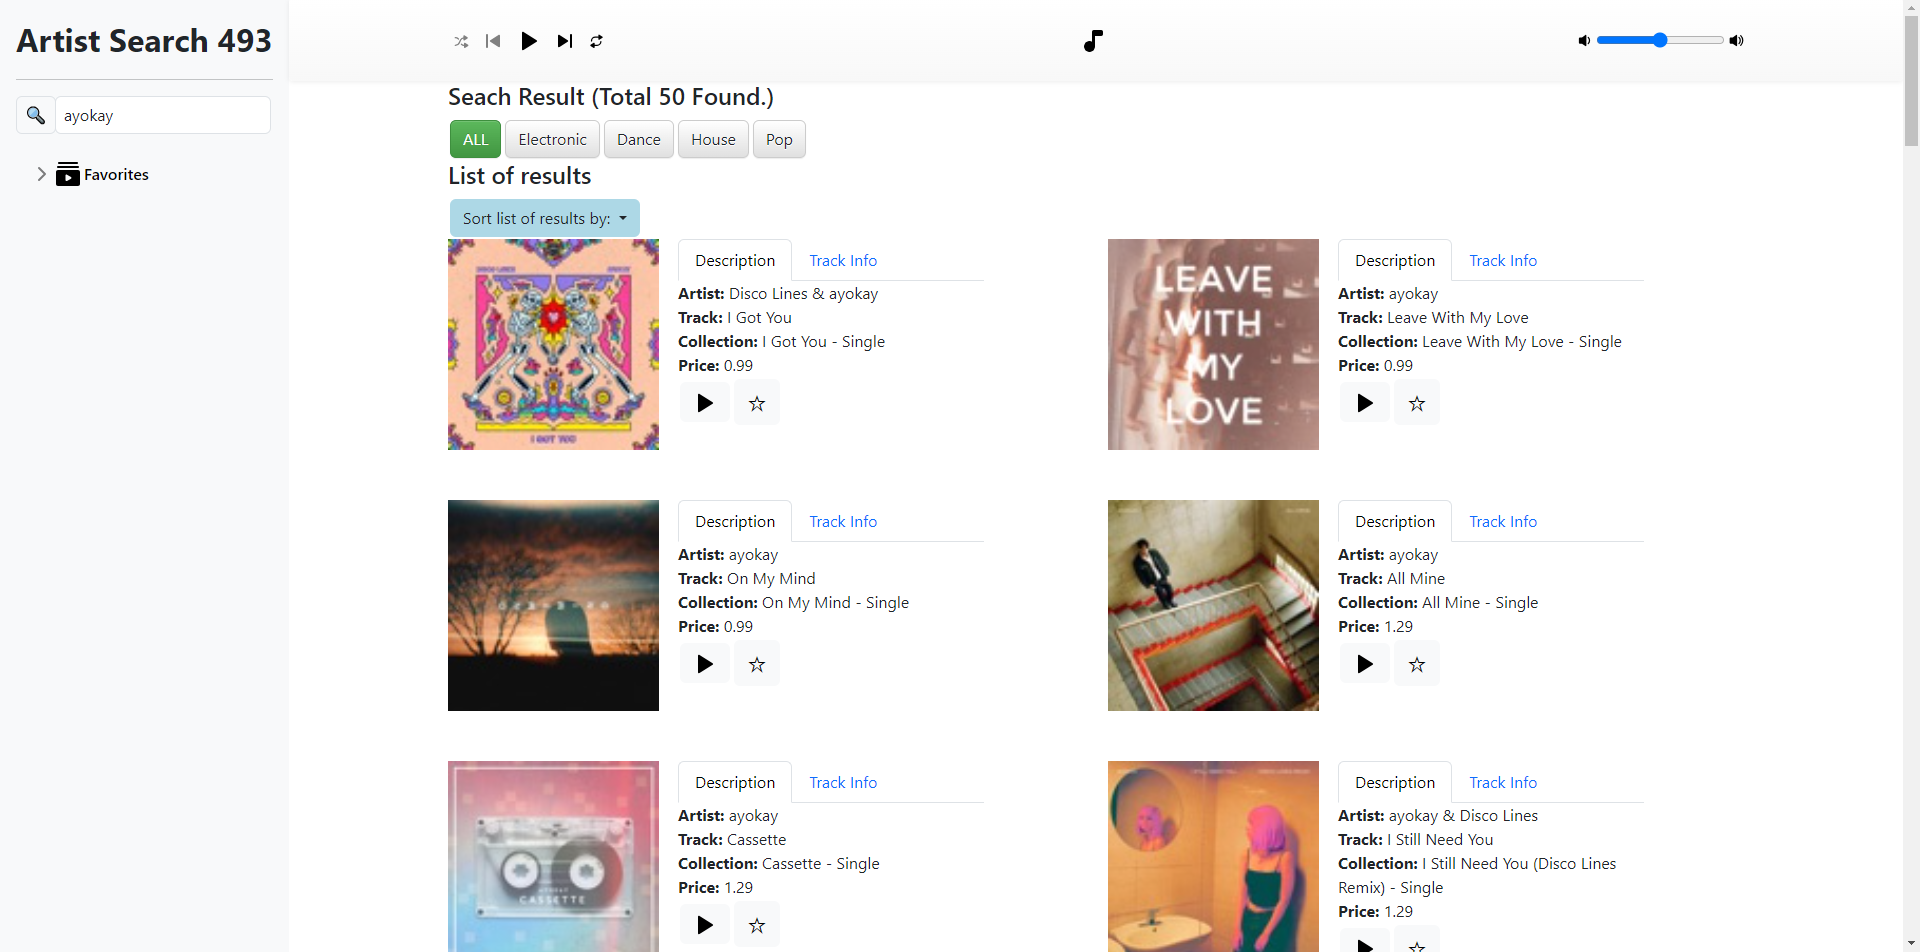 Artist Search 493
ayokay
Favorites
Seach Result (Total 50 Found.)
ALL
Electronic
Dance
House
Pop
List of results
Sort list of results by:
I GOT YOU
Description
Track Info
Artist: Disco Lines & ayokay
Track: I Got You
Collection: I Got You - Single
Price: 0.99
LEAVE
WITH
MY
LOVE
Description
Track Info
Artist: ayokay
Track: Leave With My Love
Collection: Leave With My Love - Single
Price: 0.99
Description
Track Info
Artist: ayokay
Track: On My Mind
Collection: On My Mind - Single
Price: 0.99
Description
Track Info
Artist: ayokay
Track: All Mine
Collection: All Mine - Single
Price: 1.29
AYOKAY
CASSETTE
Description
Track Info
Artist: ayokay
Track: Cassette
Collection: Cassette - Single
Price: 1.29
Description
Track Info
Artist: ayokay & Disco Lines
Track: I Still Need You
Collection: I Still Need You (Disco Lines
Remix) - Single
Price: 1.29